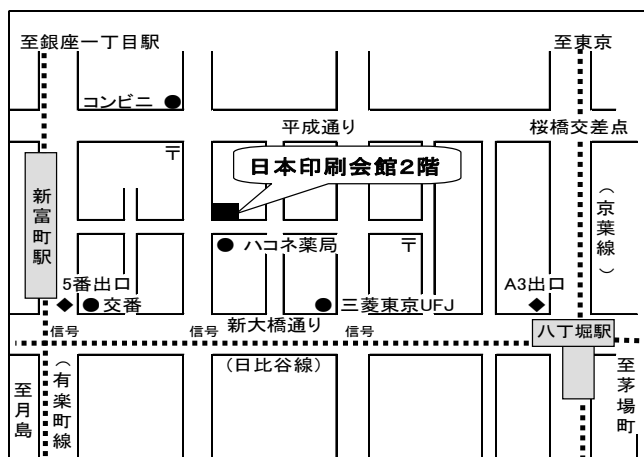 至銀座一丁目駅
至東京
コンビニ
平成通り
桜橋交差点
〒
日本印刷会館2階
新富町駅
（京葉線）
ハコネ薬局
〒
5番出口
A3出口
交番
三菱東京UFJ
信号
信号
新大橋通り
信号
八丁堀駅
（日比谷線）
（有楽町線）
至月島
至茅場町